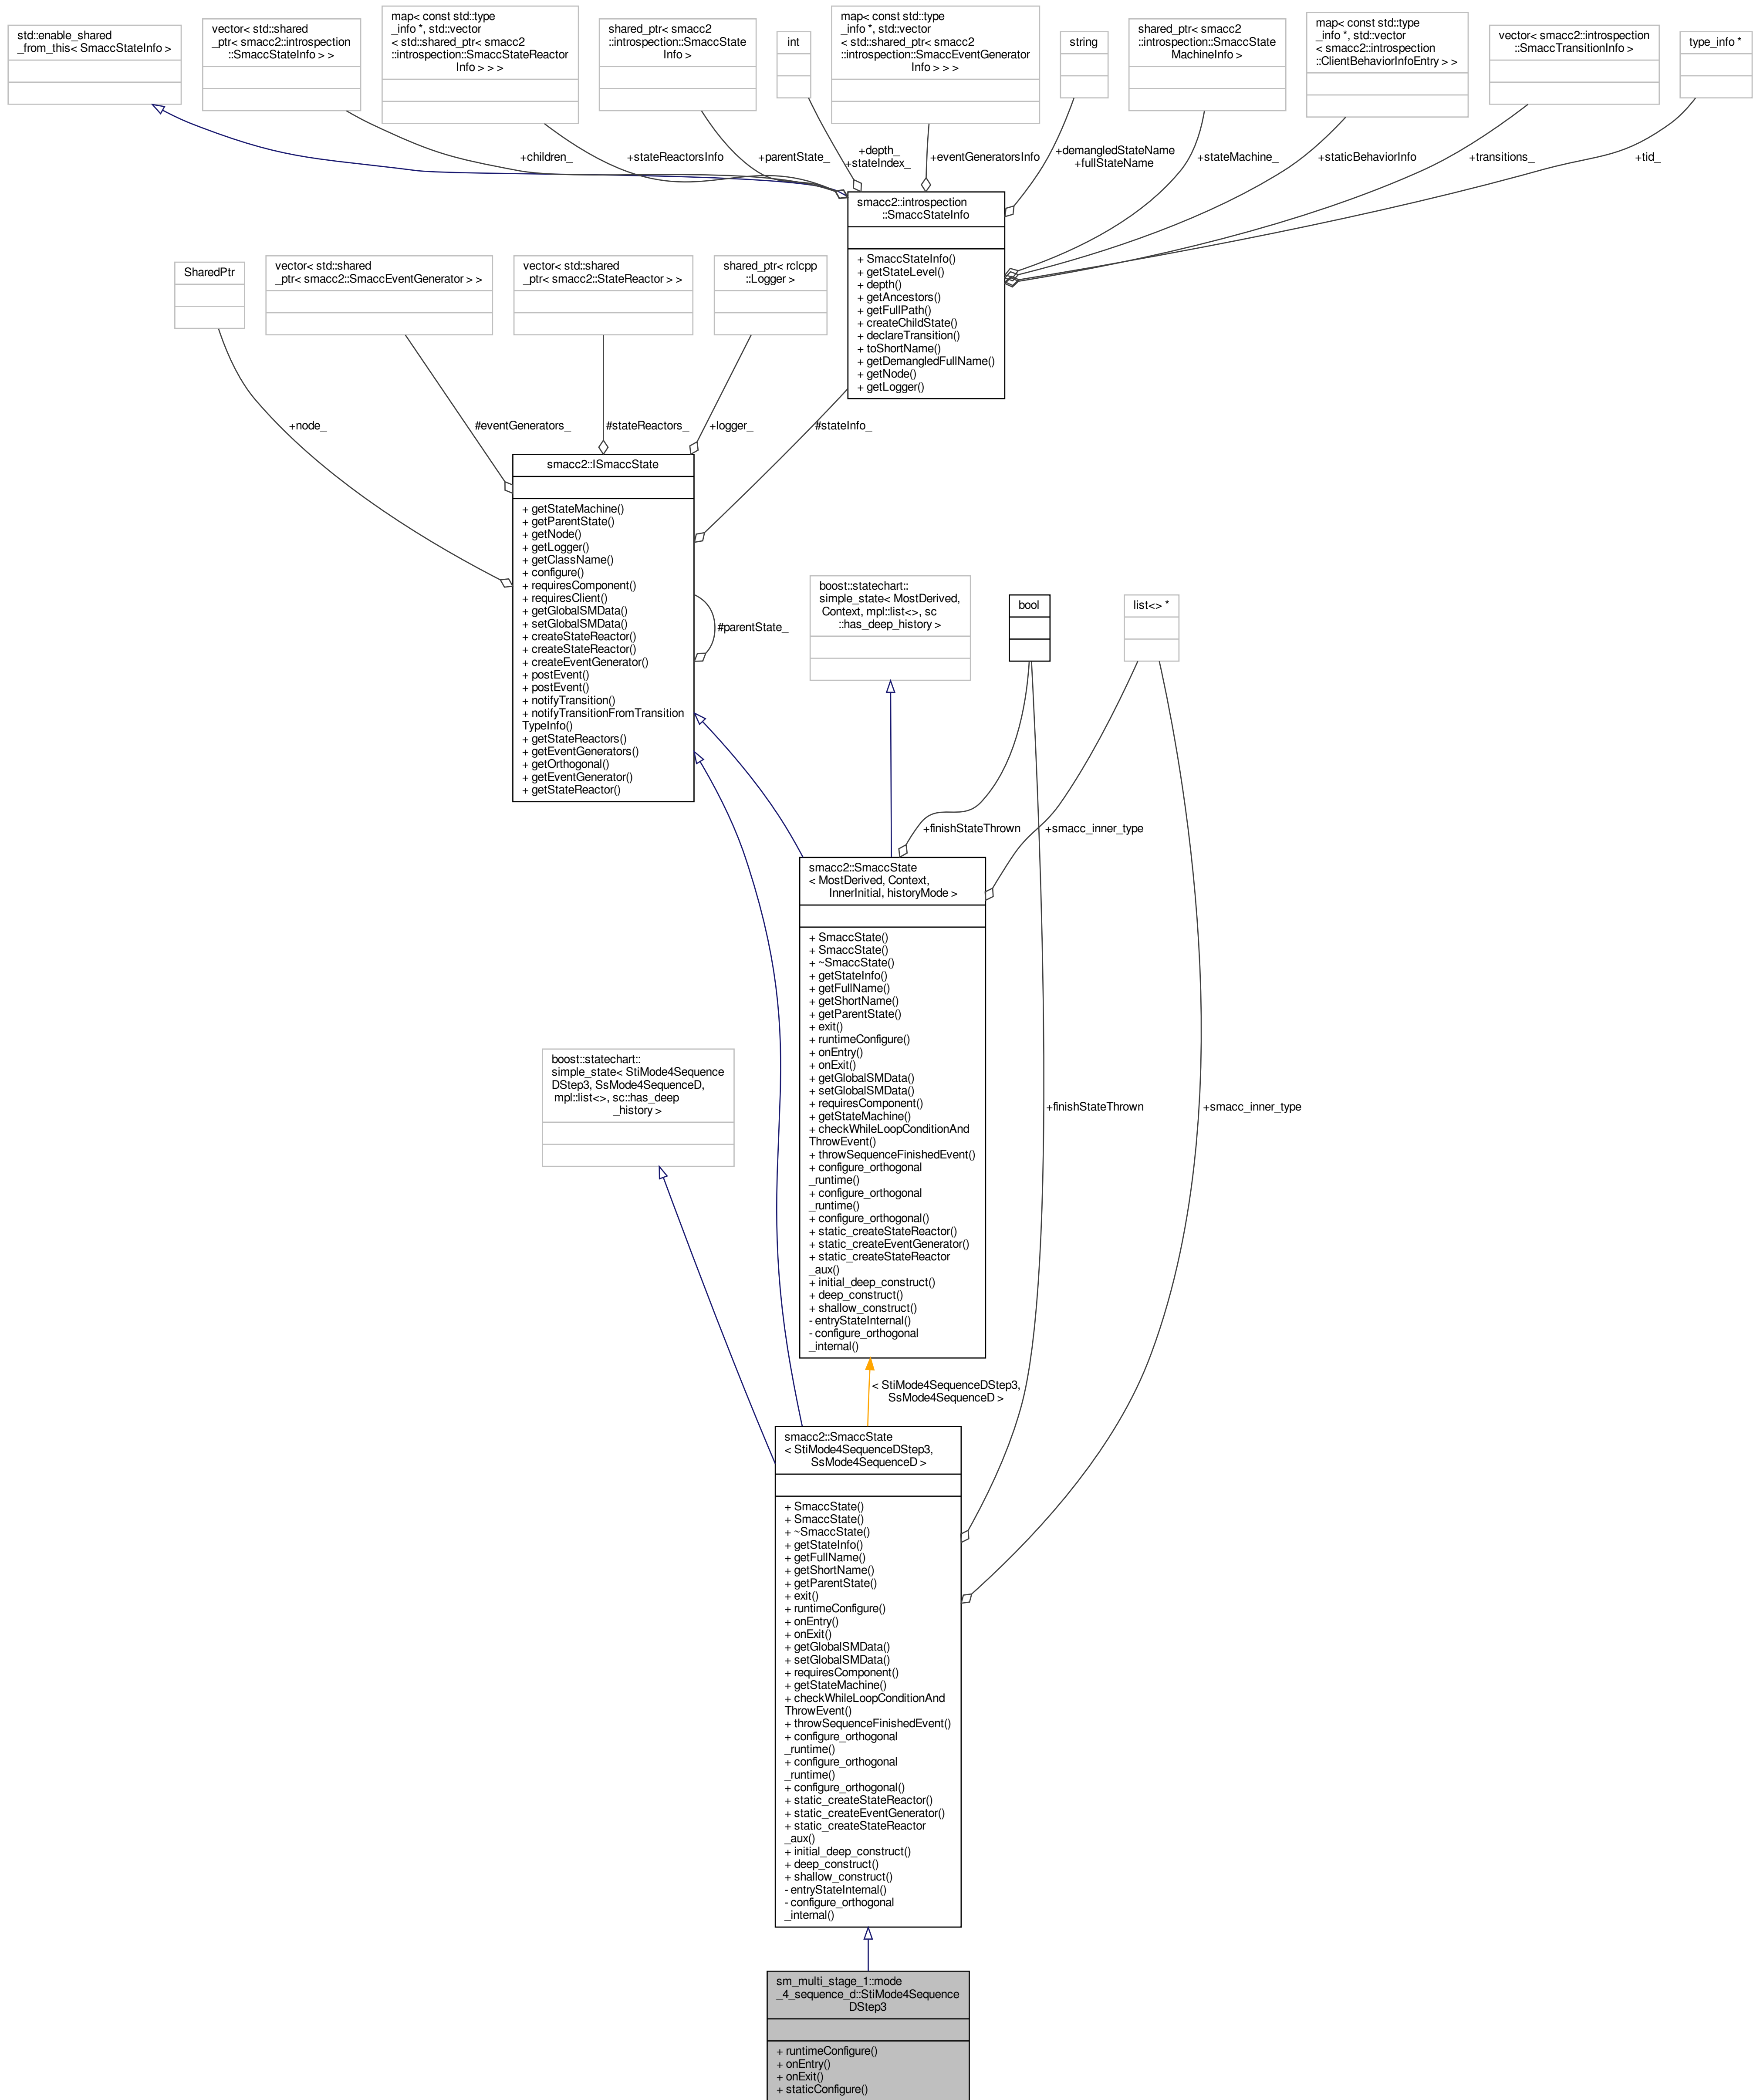 std::enable_shared
_from_this< SmaccStateInfo >
vector< std::shared
_ptr< smacc2::introspection
::SmaccStateInfo > >
map< const std::type
_info *, std::vector
< std::shared_ptr< smacc2
::introspection::SmaccStateReactor
Info > > >
shared_ptr< smacc2
::introspection::SmaccState
Info >
int
map< const std::type
_info *, std::vector
< std::shared_ptr< smacc2
::introspection::SmaccEventGenerator
Info > > >
string
shared_ptr< smacc2
::introspection::SmaccState
MachineInfo >
map< const std::type
_info *, std::vector
< smacc2::introspection
::ClientBehaviorInfoEntry > >
vector< smacc2::introspection
::SmaccTransitionInfo >
type_info *
+children_
+stateReactorsInfo
+parentState_
+depth_
+stateIndex_
+eventGeneratorsInfo
+demangledStateName
+fullStateName
+stateMachine_
+staticBehaviorInfo
+transitions_
+tid_
smacc2::introspection
::SmaccStateInfo
+ SmaccStateInfo()
+ getStateLevel()
+ depth()
+ getAncestors()
+ getFullPath()
+ createChildState()
+ declareTransition()
+ toShortName()
+ getDemangledFullName()
+ getNode()
+ getLogger()
SharedPtr
vector< std::shared
_ptr< smacc2::SmaccEventGenerator > >
vector< std::shared
_ptr< smacc2::StateReactor > >
shared_ptr< rclcpp
::Logger >
+node_
#eventGenerators_
#stateReactors_
+logger_
#stateInfo_
smacc2::ISmaccState
+ getStateMachine()
+ getParentState()
+ getNode()
+ getLogger()
+ getClassName()
+ configure()
+ requiresComponent()
+ requiresClient()
+ getGlobalSMData()
+ setGlobalSMData()
+ createStateReactor()
+ createStateReactor()
+ createEventGenerator()
+ postEvent()
+ postEvent()
+ notifyTransition()
+ notifyTransitionFromTransition
TypeInfo()
+ getStateReactors()
+ getEventGenerators()
+ getOrthogonal()
+ getEventGenerator()
+ getStateReactor()
#parentState_
boost::statechart::
simple_state< MostDerived,
Context, mpl::list<>, sc
::has_deep_history >
bool
list<> *
+finishStateThrown
+smacc_inner_type
smacc2::SmaccState
< MostDerived, Context,
InnerInitial, historyMode >
+ SmaccState()
+ SmaccState()
+ ~SmaccState()
+ getStateInfo()
+ getFullName()
+ getShortName()
+ getParentState()
+ exit()
+ runtimeConfigure()
+ onEntry()
+ onExit()
+ getGlobalSMData()
+ setGlobalSMData()
+ requiresComponent()
+ getStateMachine()
+ checkWhileLoopConditionAnd
ThrowEvent()
+ throwSequenceFinishedEvent()
+ configure_orthogonal
_runtime()
+ configure_orthogonal
_runtime()
+ configure_orthogonal()
+ static_createStateReactor()
+ static_createEventGenerator()
+ static_createStateReactor
_aux()
+ initial_deep_construct()
+ deep_construct()
+ shallow_construct()
- entryStateInternal()
- configure_orthogonal
_internal()
boost::statechart::
simple_state< StiMode4Sequence
DStep3, SsMode4SequenceD,
mpl::list<>, sc::has_deep
_history >
+finishStateThrown
+smacc_inner_type
< StiMode4SequenceDStep3,
SsMode4SequenceD >
smacc2::SmaccState
< StiMode4SequenceDStep3,
SsMode4SequenceD >
+ SmaccState()
+ SmaccState()
+ ~SmaccState()
+ getStateInfo()
+ getFullName()
+ getShortName()
+ getParentState()
+ exit()
+ runtimeConfigure()
+ onEntry()
+ onExit()
+ getGlobalSMData()
+ setGlobalSMData()
+ requiresComponent()
+ getStateMachine()
+ checkWhileLoopConditionAnd
ThrowEvent()
+ throwSequenceFinishedEvent()
+ configure_orthogonal
_runtime()
+ configure_orthogonal
_runtime()
+ configure_orthogonal()
+ static_createStateReactor()
+ static_createEventGenerator()
+ static_createStateReactor
_aux()
+ initial_deep_construct()
+ deep_construct()
+ shallow_construct()
- entryStateInternal()
- configure_orthogonal
_internal()
sm_multi_stage_1::mode
_4_sequence_d::StiMode4Sequence
DStep3
+ runtimeConfigure()
+ onEntry()
+ onExit()
+ staticConfigure()